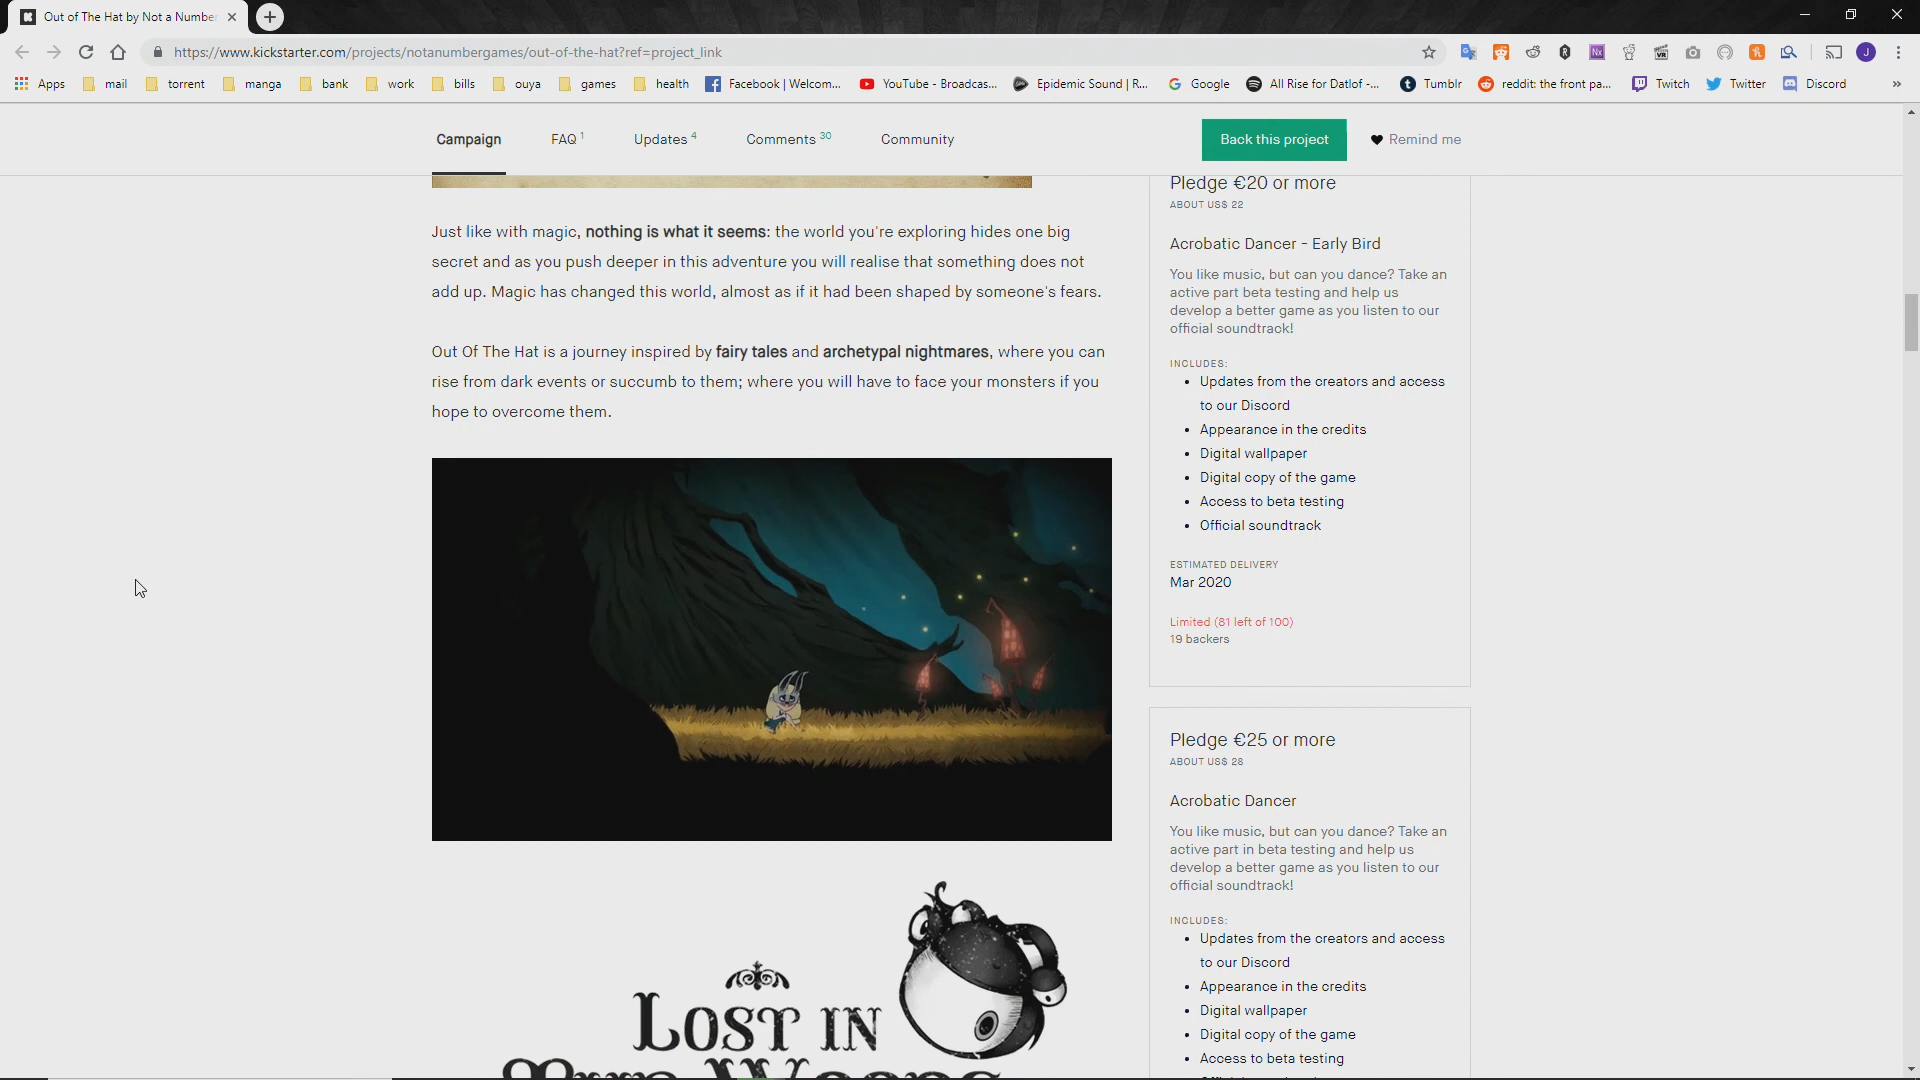 Out of The Hat by Not a Number
https://www.kickstarter.com/projects/notanumbergames/out-of-the-hat?ref=project_link
Apps mail torrent manga bank work bills ouya games health Facebook | Welcom... YouTube - Broadcas... Epidemic Sound | R... Google All Rise for Datlof -... Tumblr reddit: the front pa... Twitch Twitter Discord »
Campaign FAQ 1 Updates 4 Comments 30 Community Back this project Remind me
Just like with magic, nothing is what it seems: the world you're exploring hides one big
secret and as you push deeper in this adventure you will realise that something does not
add up. Magic has changed this world, almost as if it had been shaped by someone's fears.
Out Of The Hat is a journey inspired by fairy tales and archetypal nightmares, where you can
rise from dark events or succumb to them; where you will have to face your monsters if you
hope to overcome them.
LOST IN
Pledge €20 or more
ABOUT US$ 22
Acrobatic Dancer - Early Bird
You like music, but can you dance? Take an
active part beta testing and help us
develop a better game as you listen to our
official soundtrack!
INCLUDES:
• Updates from the creators and access
to our Discord
• Appearance in the credits
• Digital wallpaper
• Digital copy of the game
• Access to beta testing
• Official soundtrack
ESTIMATED DELIVERY
Mar 2020
Limited (81 left of 100)
19 backers
Pledge €25 or more
ABOUT US$ 28
Acrobatic Dancer
You like music, but can you dance? Take an
active part in beta testing and help us
develop a better game as you listen to our
official soundtrack!
INCLUDES:
• Updates from the creators and access
to our Discord
• Appearance in the credits
• Digital wallpaper
• Digital copy of the game
• Access to beta testing